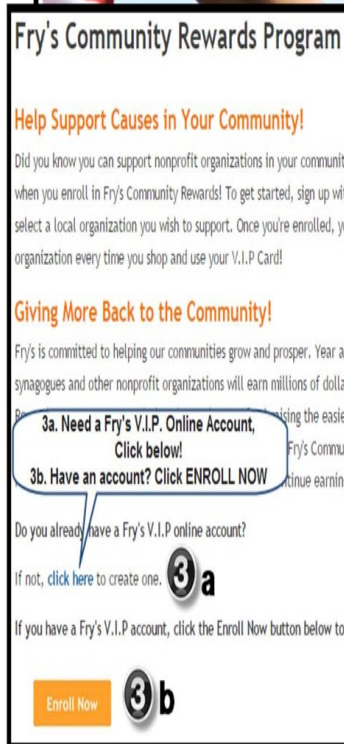 Fry's Community Rewards Program
Help Support Causes in Your Community!
Did you know you can support nonprofit organizations in your communit
when you enroll in Fry's Community Rewards! To get started, sign up wit
select a local organization you wish to support. Once you're enrolled, y
organization every time you shop and use your V.I.P Card!
Giving More Back to the Community!
Fry's is committed to helping our communities grow and prosper. Year a
synagogues and other nonprofit organizations will earn millions of dolla
the easie
3a. Need a Fry's V.I.P. Online Account,
Click below!
Fry's Commu
3b. Have an account? Click ENROLL NOW
earnin
Do you already have a Fry's V.I.P online account?
If not, click here to create one.
3 a
If you have a Fry's V.I.P account, click the Enroll Now button below to
Enroll Now
3 b